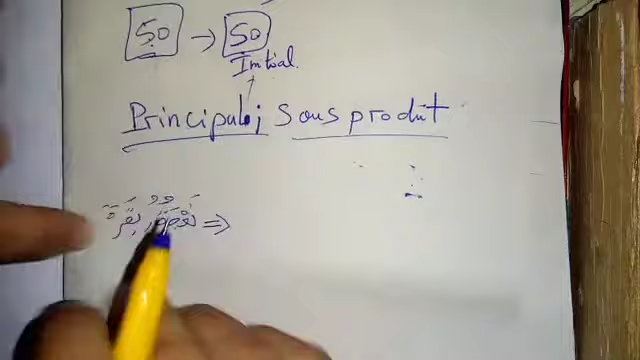 50 → 50
Initial.
Principal; Sous produit
⇒